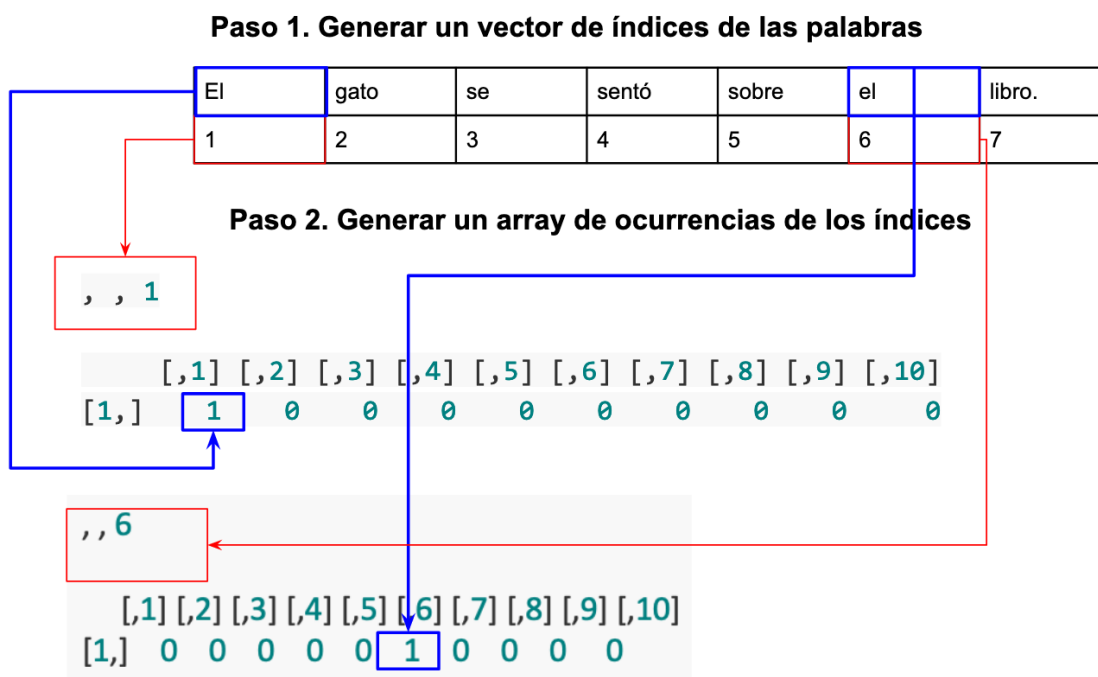 Paso 1. Generar un vector de índices de las palabras
El gato se sentó sobre el libro.
1 2 3 4 5 6 7
Paso 2. Generar un array de ocurrencias de los índices
, , 1
[,1] [,2] [,3] [,4] [,5] [,6] [,7] [,8] [,9] [,10]
[1,] 1 0 0 0 0 0 0 0 0 0
,,6
[,1] [,2] [,3] [,4] [,5] [,6] [,7] [,8] [,9] [,10]
[1,] 0 0 0 0 0 1 0 0 0 0